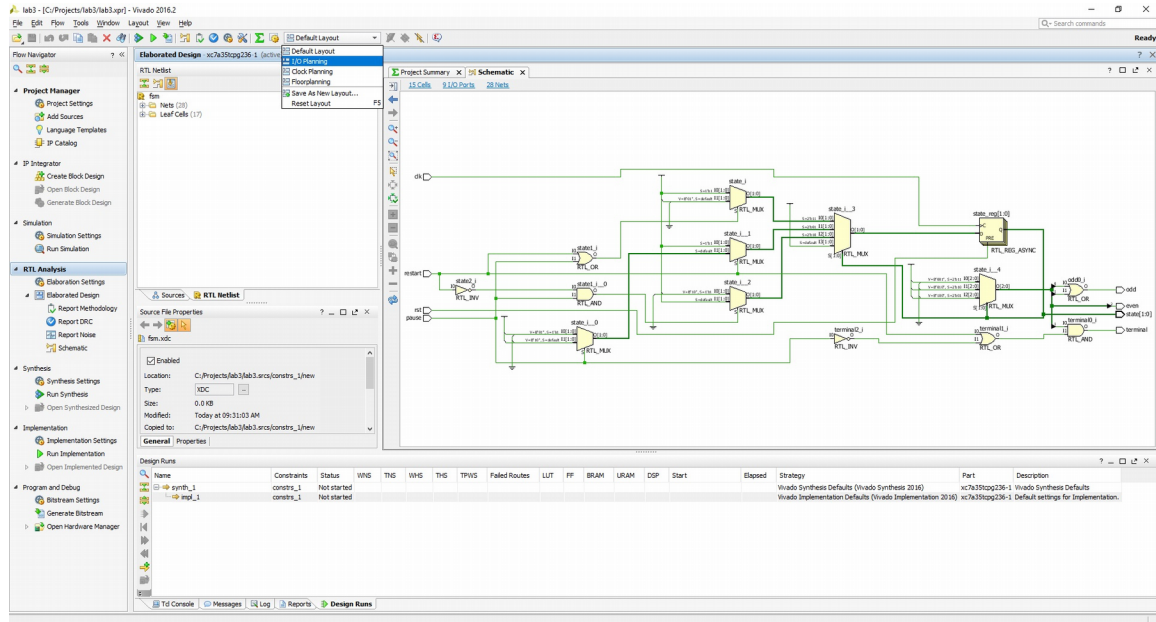 lab3 - [C:/Projects/lab3/lab3.xpr] - Vivado 2016.2
File Edit Flow Tools Window Layout View Help
Q- Search commands
Default Layout
Ready
Flow Navigator
Project Manager
Project Settings
Add Sources
Language Templates
IP Catalog
IP Integrator
Create Block Design
Open Block Design
Generate Block Design
Simulation
Simulation Settings
Run Simulation
RTL Analysis
Elaboration Settings
Elaborated Design
Report Methodology
Report DRC
Report Noise
Schematic
Synthesis
Synthesis Settings
Run Synthesis
Open Synthesized Design
Implementation
Implementation Settings
Run Implementation
Open Implemented Design
Program and Debug
Bitstream Settings
Generate Bitstream
Open Hardware Manager
Elaborated Design - xc7a35tcpg236-1 (active
Default Layout
I/O Planning
Clock Planning
Floorplanning
Save As New Layout...
Reset Layout F5
RTL Netlist
fsm
Nets (28)
Leaf Cells (17)
Sources RTL Netlist
Source File Properties
fsm.xdc
Enabled
Location: C:/Projects/lab3/lab3.srcs/constrs_1/new
Type: XDC
Size: 0.0 KB
Modified: Today at 09:31:03 AM
Copied to: C:/Projects/lab3/lab3.srcs/constrs_1/new
General Properties
Project Summary Schematic
15 Cells 9 I/O Ports 28 Nets
clk
restart
rst
pause
state2_i
RTL_INV
state1_i
RTL_OR
state1_i__0
RTL_AND
state_i__0
RTL_MUX
state_i
RTL_MUX
state_i__1
RTL_MUX
state_i__2
RTL_MUX
state_i__3
RTL_MUX
terminal2_i
RTL_INV
state_reg[1:0]
RTL_REG_ASYNC
state_i__4
RTL_MUX
terminal1_i
RTL_OR
odd0_i
RTL_OR
terminal0_i
RTL_AND
odd
even
state[1:0]
terminal
Design Runs
Name Constraints Status WNS TNS WHS THS TPWS Failed Routes LUT FF BRAM URAM DSP Start Elapsed Strategy Part Description
synth_1 constrs_1 Not started Vivado Synthesis Defaults (Vivado Synthesis 2016) xc7a35tcpg236-1 Vivado Synthesis Defaults
impl_1 constrs_1 Not started Vivado Implementation Defaults (Vivado Implementation 2016) xc7a35tcpg236-1 Default settings for Implementation.
Tcl Console Messages Log Reports Design Runs